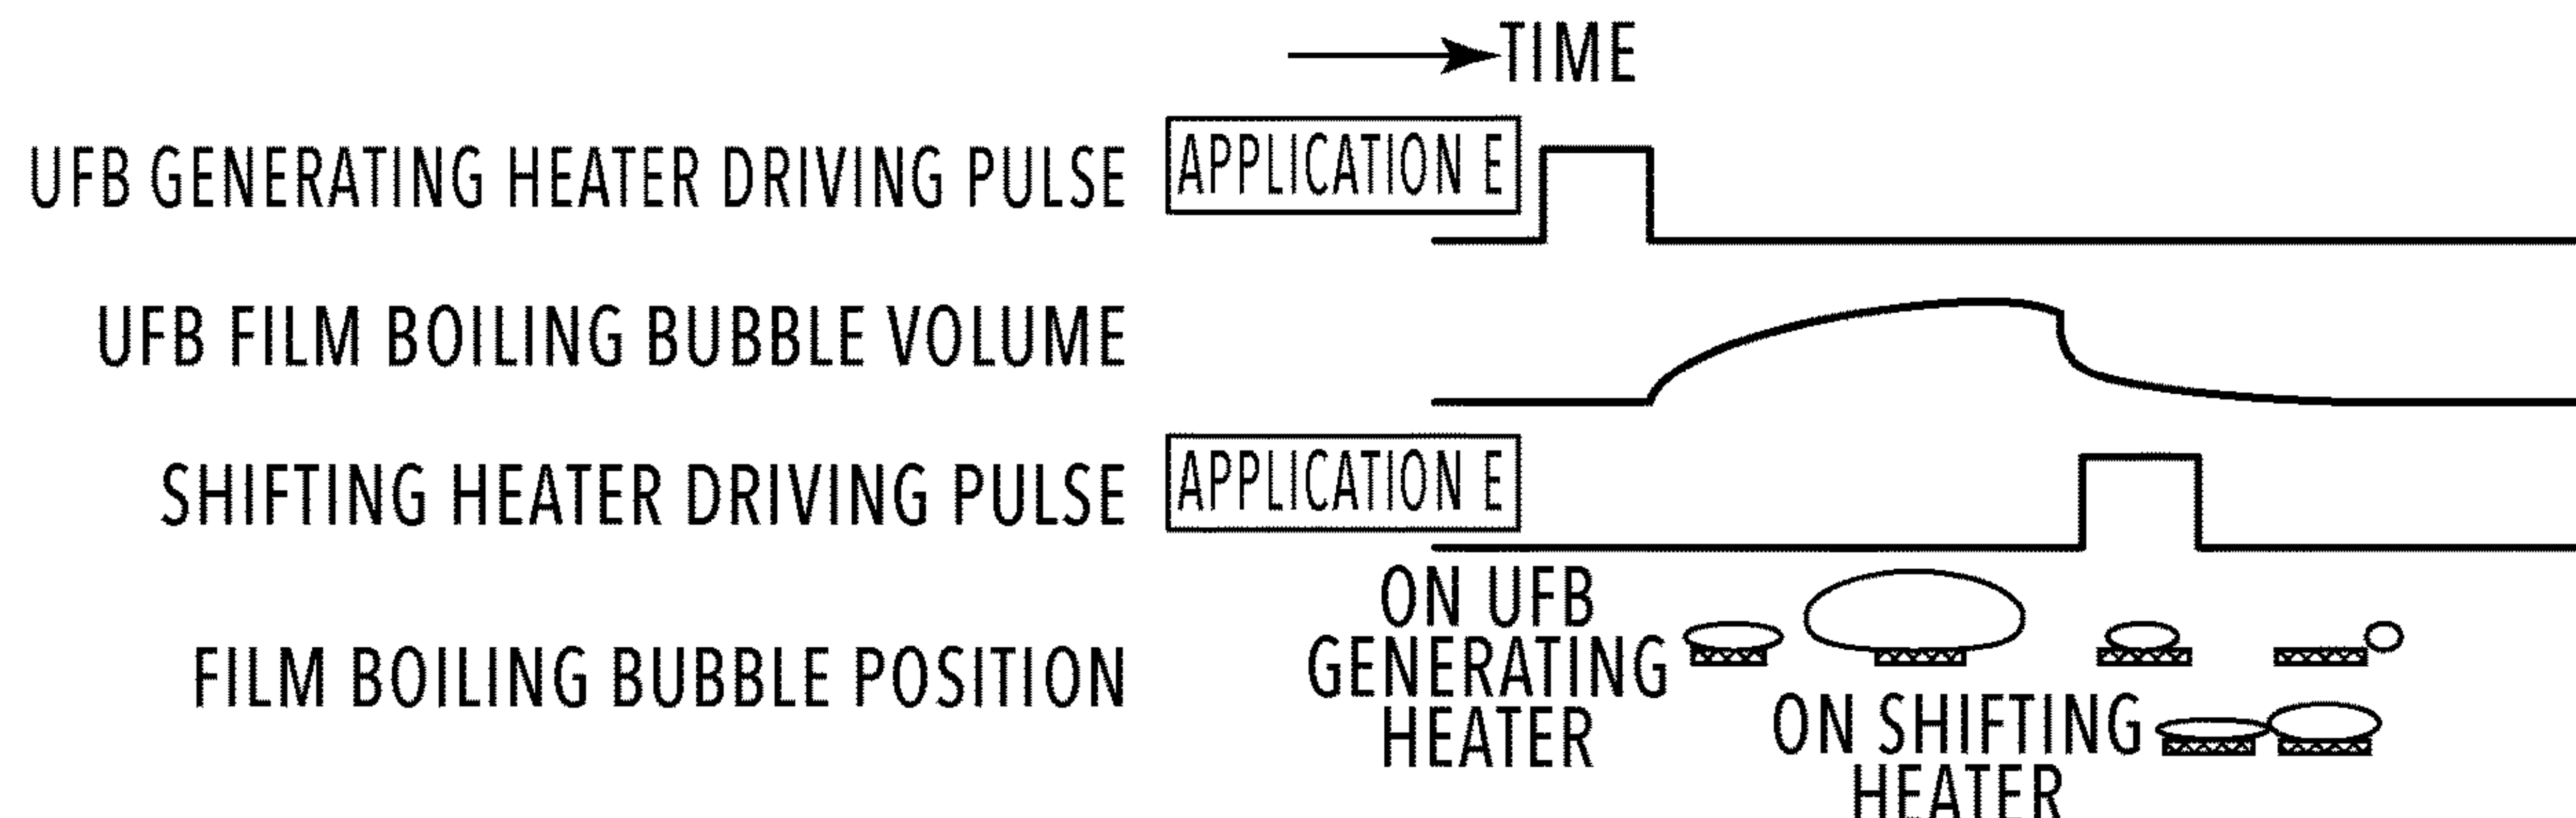 TIME
UFB GENERATING HEATER DRIVING PULSE APPLICATION E
UFB FILM BOILING BUBBLE VOLUME
SHIFTING HEATER DRIVING PULSE APPLICATION E
FILM BOILING BUBBLE POSITION
ON UFB
GENERATING
HEATER
ON SHIFTING
HEATER